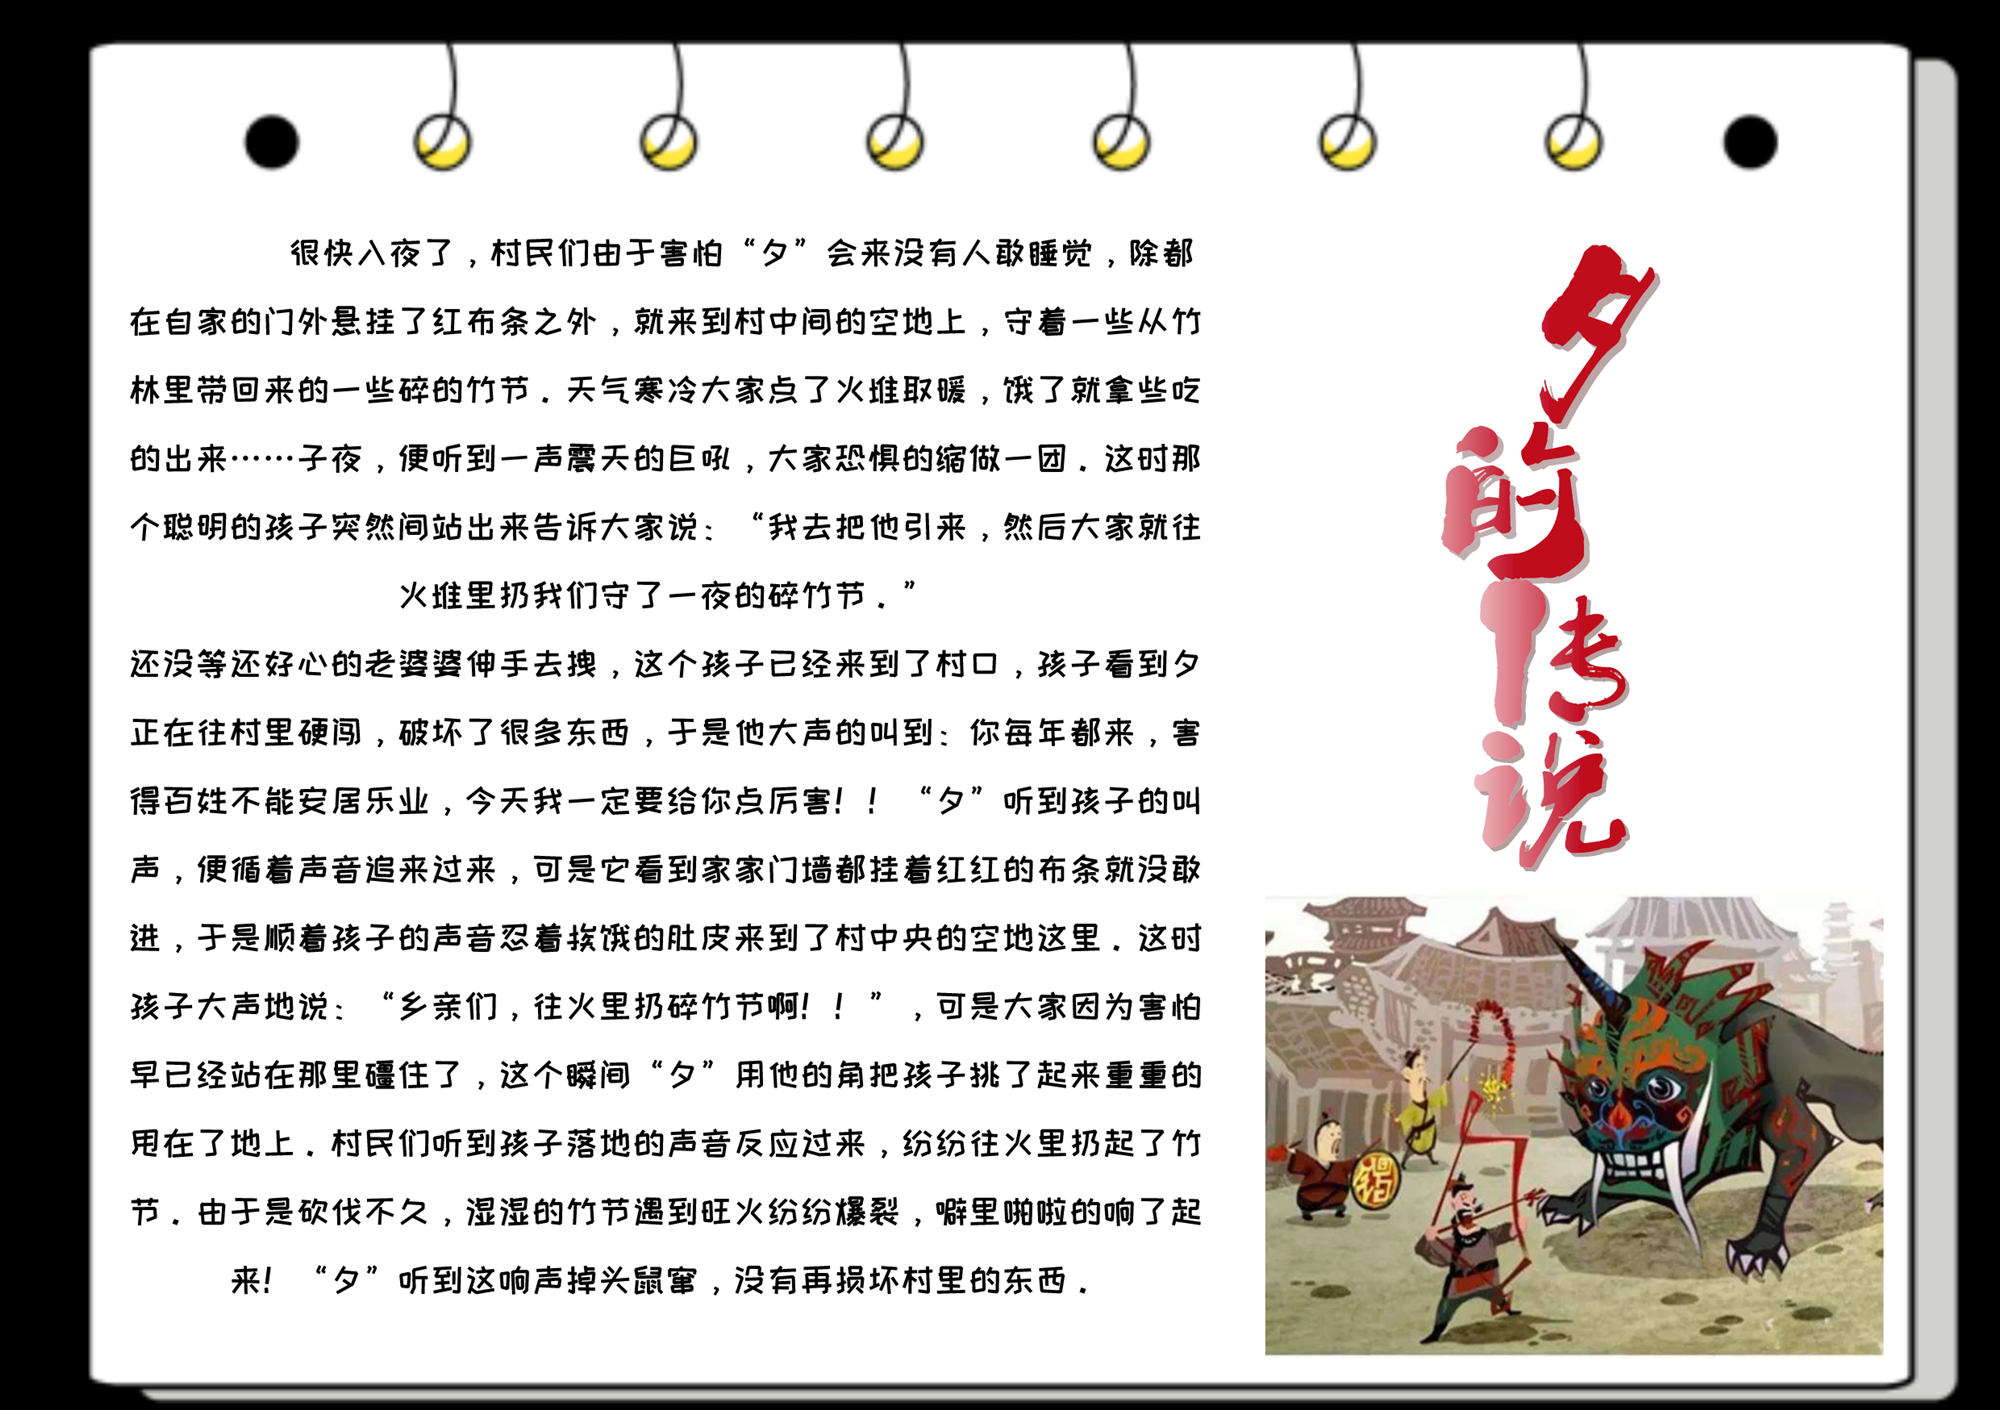 很快入夜了，村民们由于害怕“夕”会来没有人敢睡觉，除都
在自家的门外悬挂了红布条之外，就来到村中间的空地上，守着一些从竹
林里带回来的一些碎的竹节．天气寒冷大家点了火堆取暖，饿了就拿些吃
的出来……子夜，便听到一声震天的巨吼，大家恐惧的缩做一团．这时那
个聪明的孩子突然间站出来告诉大家说：“我去把他引来，然后大家就往
火堆里扔我们守了一夜的碎竹节．”
还没等还好心的老婆婆伸手去拽，这个孩子已经来到了村口，孩子看到夕
正在往村里硬闯，破坏了很多东西，于是他大声的叫到：你每年都来，害
得百姓不能安居乐业，今天我一定要给你点厉害！！“夕”听到孩子的叫
声，便循着声音追来过来，可是它看到家家门墙都挂着红红的布条就没敢
进，于是顺着孩子的声音忍着挨饿的肚皮来到了村中央的空地这里．这时
孩子大声地说：“乡亲们，往火里扔碎竹节啊！！”，可是大家因为害怕
早已经站在那里礓住了，这个瞬间“夕”用他的角把孩子挑了起来重重的
甩在了地上．村民们听到孩子落地的声音反应过来，纷纷往火里扔起了竹
节．由于是砍伐不久，湿湿的竹节遇到旺火纷纷爆裂，噼里啪啦的响了起
来！“夕”听到这响声掉头鼠窜，没有再损坏村里的东西．
夕的传说